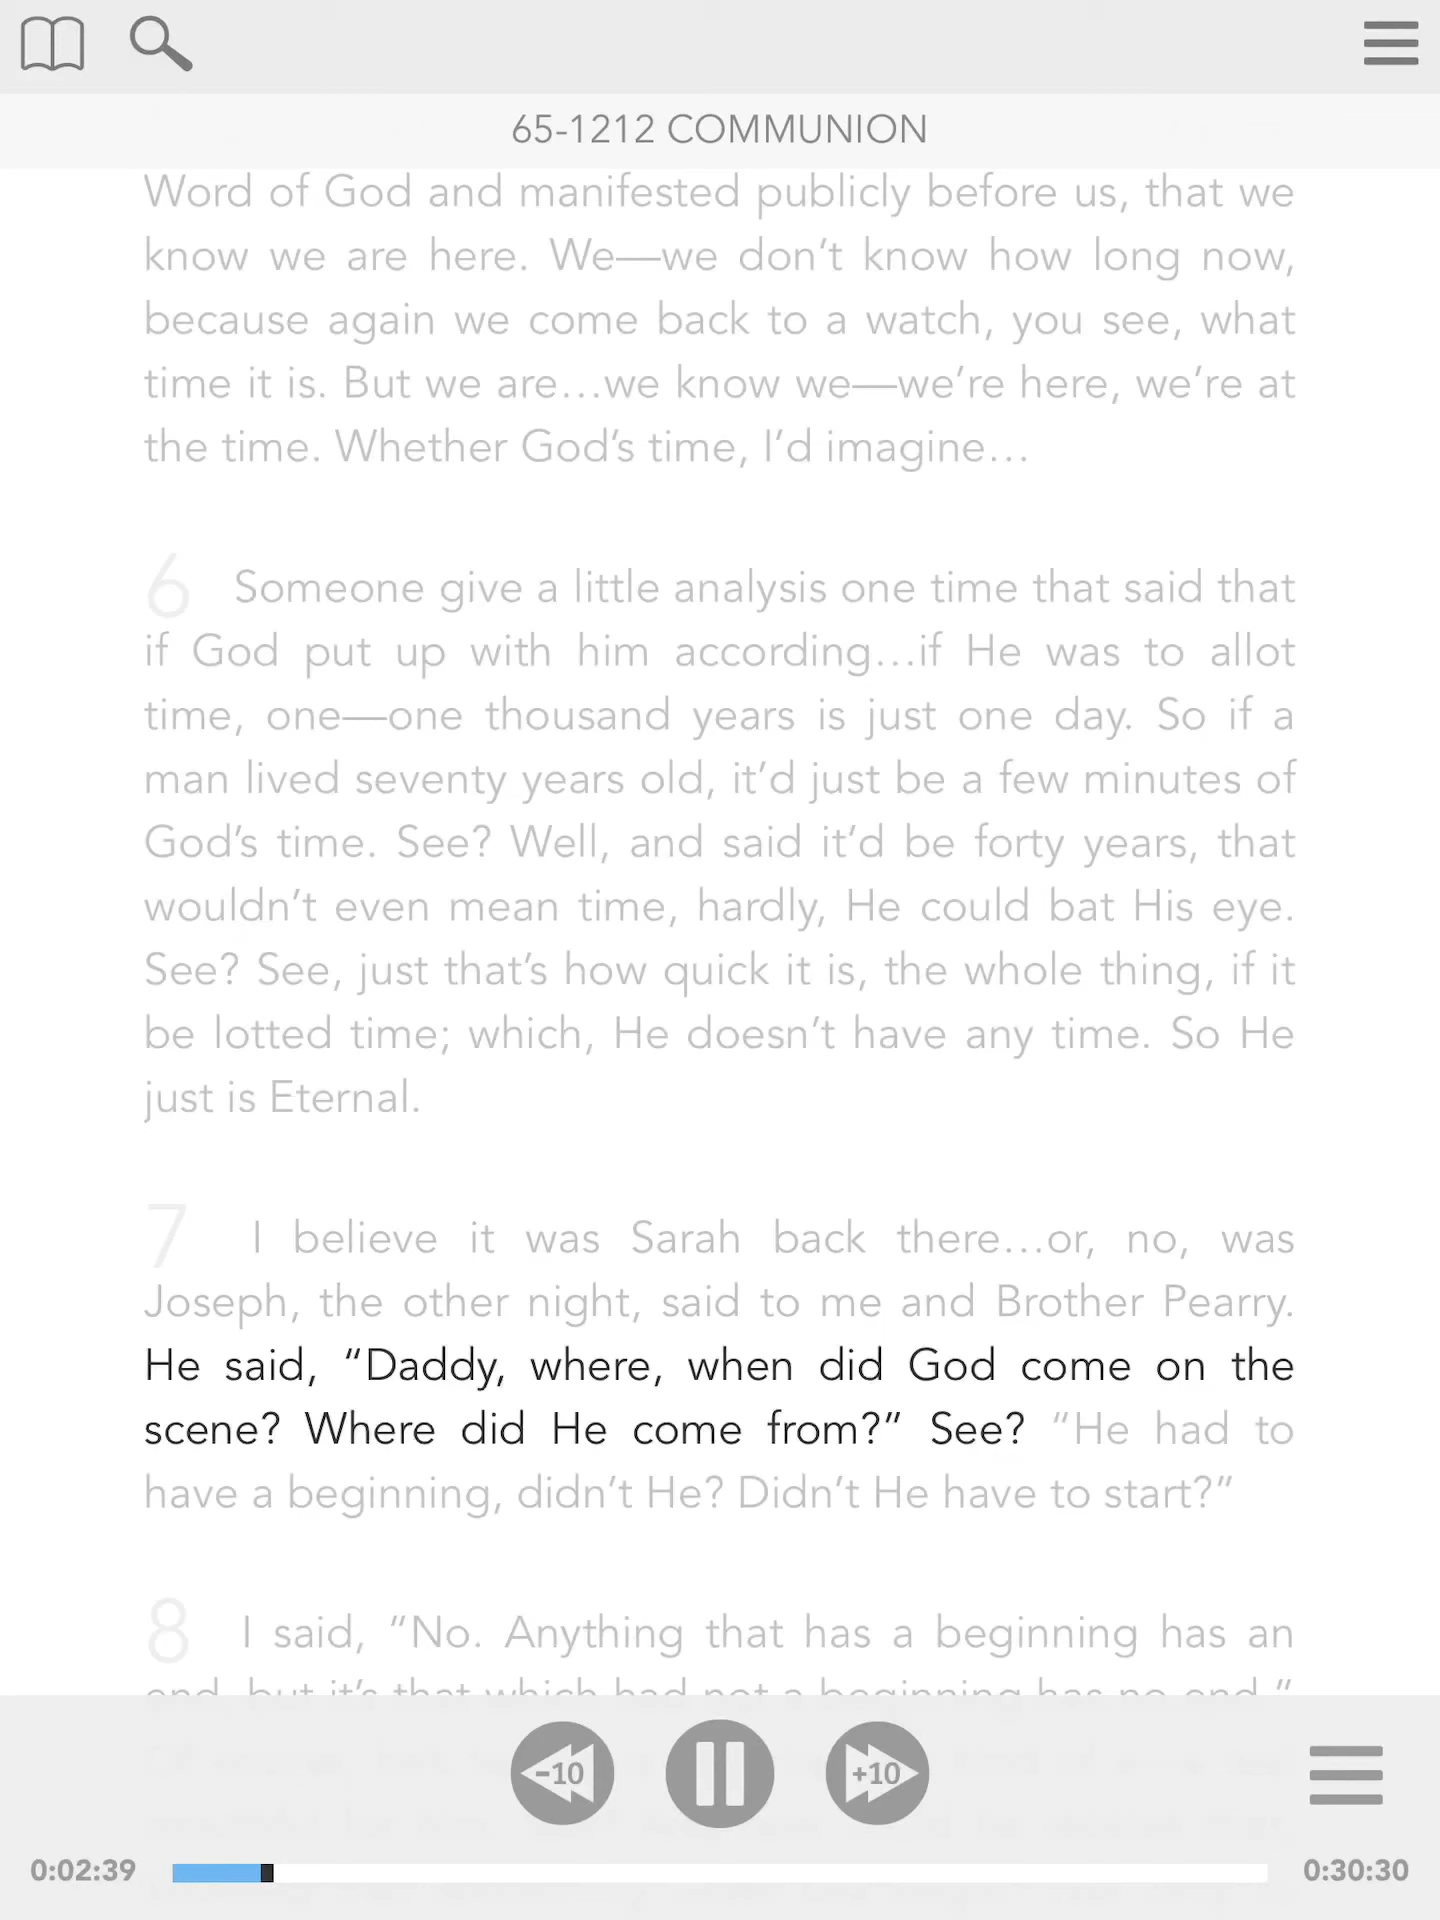 65-1212 COMMUNION
Word of God and manifested publicly before us, that we
know we are here. We—we don’t know how long now,
because again we come back to a watch, you see, what
time it is. But we are…we know we—we’re here, we’re at
the time. Whether God’s time, I’d imagine…
6 Someone give a little analysis one time that said that
if God put up with him according…if He was to allot
time, one—one thousand years is just one day. So if a
man lived seventy years old, it’d just be a few minutes of
God’s time. See? Well, and said it’d be forty years, that
wouldn’t even mean time, hardly, He could bat His eye.
See? See, just that’s how quick it is, the whole thing, if it
be lotted time; which, He doesn’t have any time. So He
just is Eternal.
7 I believe it was Sarah back there…or, no, was
Joseph, the other night, said to me and Brother Pearry.
He said, “Daddy, where, when did God come on the
scene? Where did He come from?” See? “He had to
have a beginning, didn’t He? Didn’t He have to start?”
8 I said, “No. Anything that has a beginning has an
end, but it’s that which had not a beginning has no end.”
-10 +10
0:02:39 0:30:30